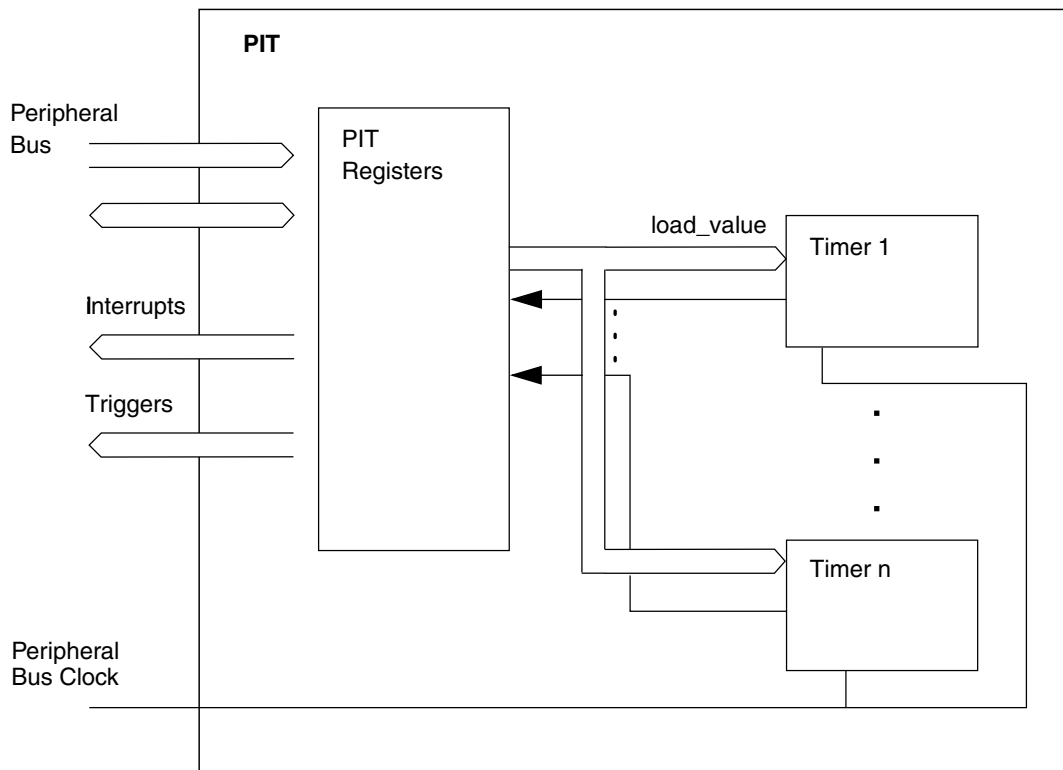 PIT
Peripheral
Bus
PIT
Registers
load_value
Timer 1
Interrupts
Triggers
Timer n
Peripheral
Bus Clock